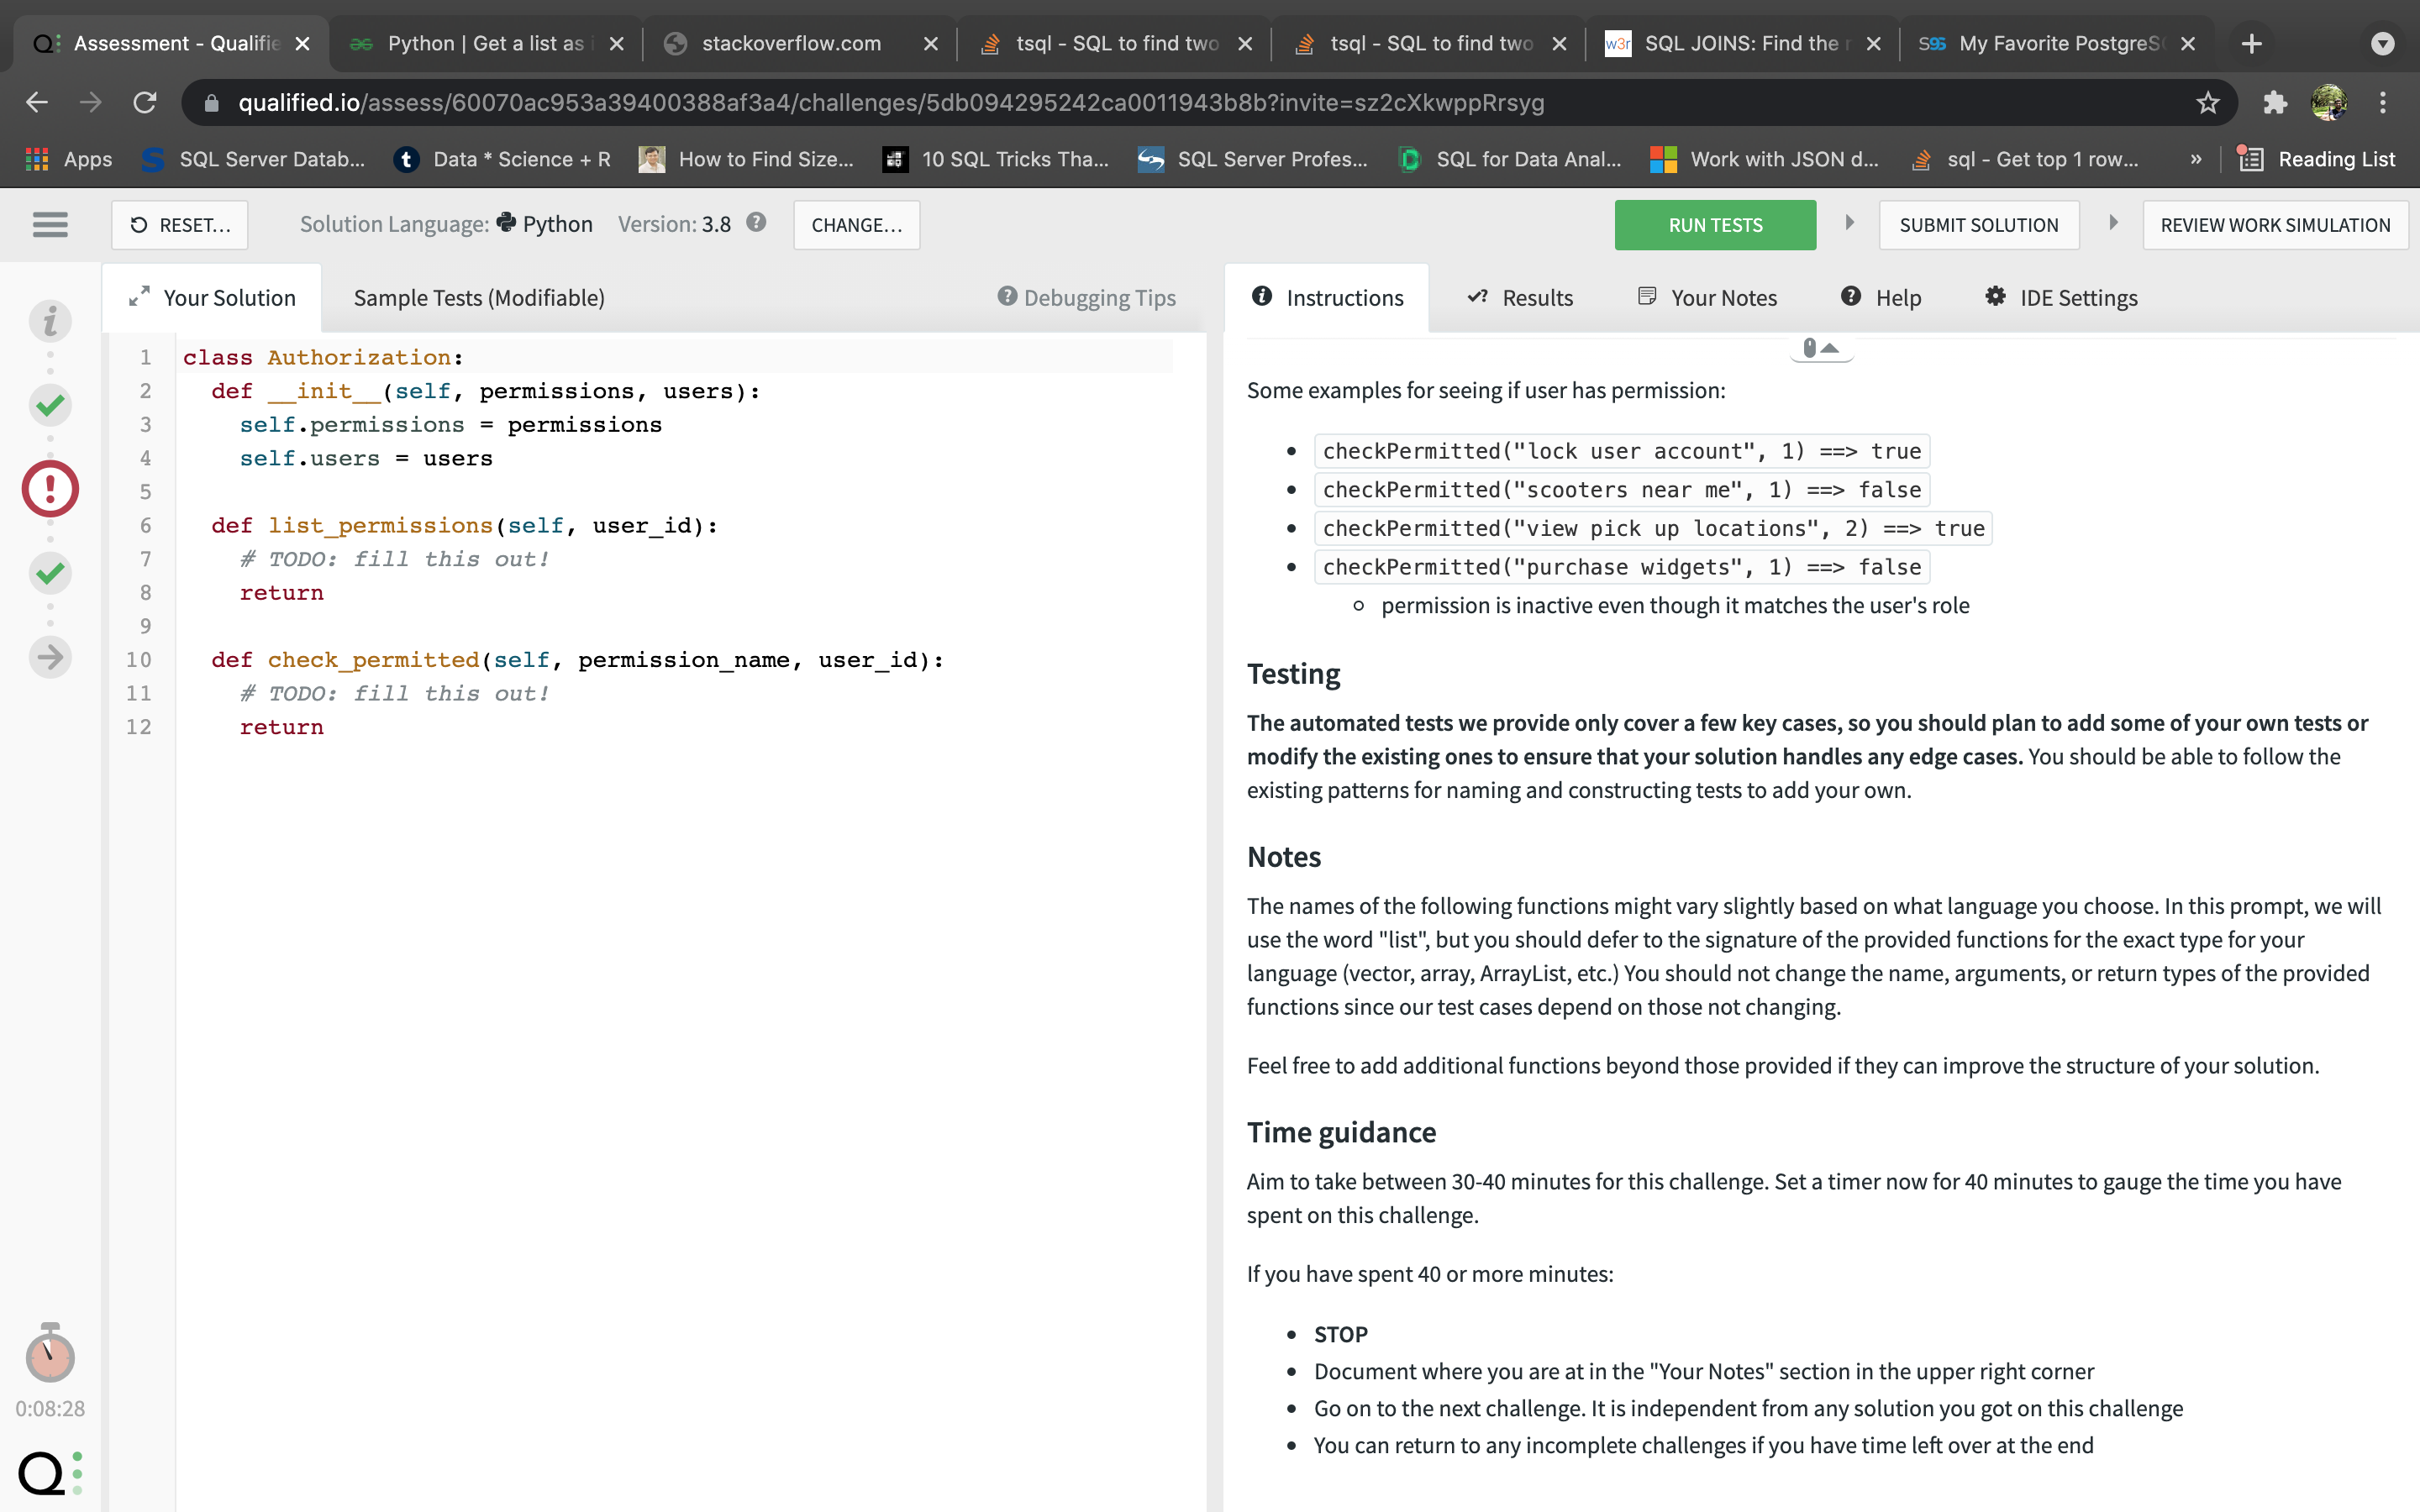 Assessment - Qualifie
Python | Get a list as i
stackoverflow.com
tsql - SQL to find two
tsql - SQL to find two
w3r SQL JOINS: Find the r
S9S My Favorite PostgreS
qualified.io/assess/60070ac953a39400388af3a4/challenges/5db094295242ca0011943b8b?invite=sz2cXkwppRrsyg
Apps
S SQL Server Datab...
t Data * Science + R
How to Find Size...
10 SQL Tricks Tha...
SQL Server Profes...
SQL for Data Anal...
Work with JSON d...
sql - Get top 1 row...
»
Reading List
RESET...
Solution Language: Python
Version: 3.8
CHANGE...
RUN TESTS
SUBMIT SOLUTION
REVIEW WORK SIMULATION
Your Solution
Sample Tests (Modifiable)
Debugging Tips
Instructions
Results
Your Notes
Help
IDE Settings
1 class Authorization:
2 def __init__(self, permissions, users):
3 self.permissions = permissions
4 self.users = users
5
6 def list_permissions(self, user_id):
7 # TODO: fill this out!
8 return
9
10 def check_permitted(self, permission_name, user_id):
11 # TODO: fill this out!
12 return
0:08:28
Q
Some examples for seeing if user has permission:
• checkPermitted("lock user account", 1) ==> true
• checkPermitted("scooters near me", 1) ==> false
• checkPermitted("view pick up locations", 2) ==> true
• checkPermitted("purchase widgets", 1) ==> false
permission is inactive even though it matches the user's role
Testing
The automated tests we provide only cover a few key cases, so you should plan to add some of your own tests or
modify the existing ones to ensure that your solution handles any edge cases. You should be able to follow the
existing patterns for naming and constructing tests to add your own.
Notes
The names of the following functions might vary slightly based on what language you choose. In this prompt, we will
use the word "list", but you should defer to the signature of the provided functions for the exact type for your
language (vector, array, ArrayList, etc.) You should not change the name, arguments, or return types of the provided
functions since our test cases depend on those not changing.
Feel free to add additional functions beyond those provided if they can improve the structure of your solution.
Time guidance
Aim to take between 30-40 minutes for this challenge. Set a timer now for 40 minutes to gauge the time you have
spent on this challenge.
If you have spent 40 or more minutes:
• STOP
• Document where you are at in the "Your Notes" section in the upper right corner
• Go on to the next challenge. It is independent from any solution you got on this challenge
• You can return to any incomplete challenges if you have time left over at the end